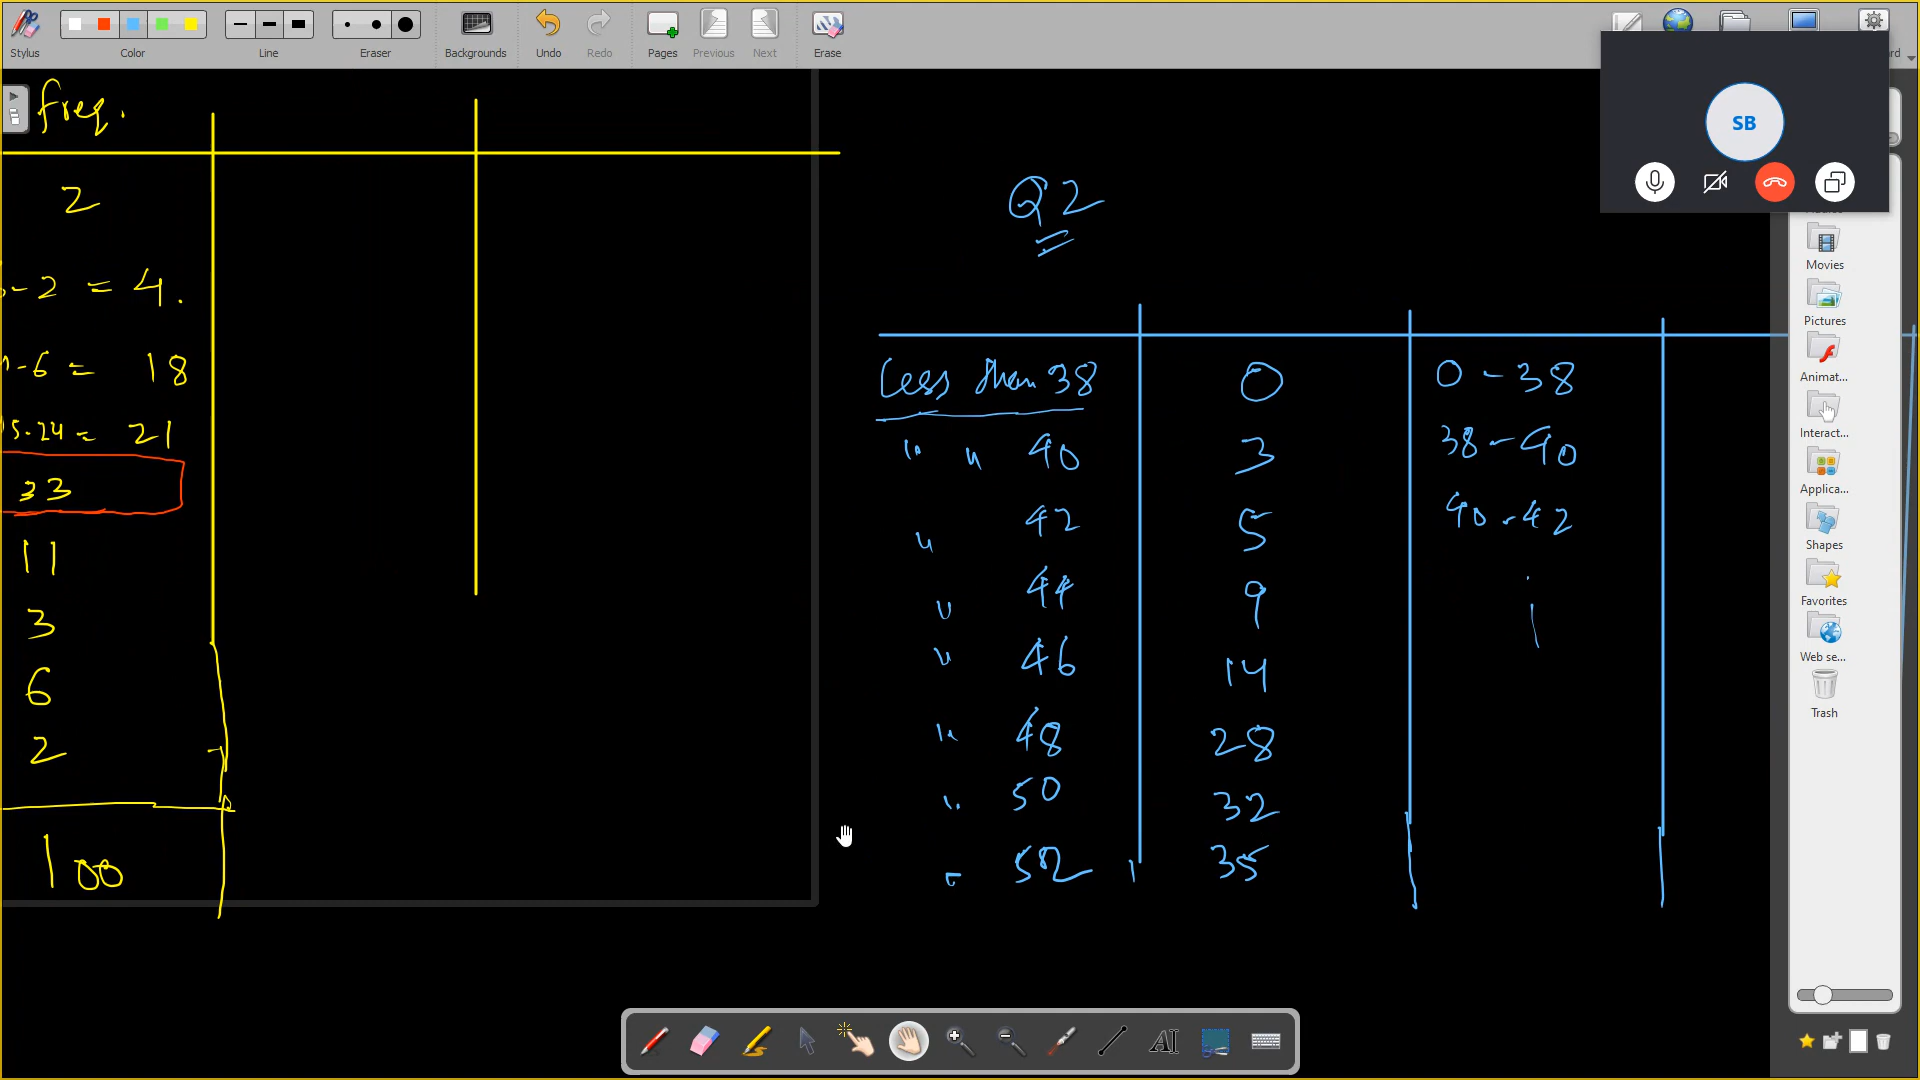 Stylus Color Line Eraser Backgrounds Undo Redo Pages Previous Next Erase
freq.
2
-2 = 4.
-6 = 18
5-24 = 21
33
11
3
6
2
100
Q2
Less than 38 0 0-38
" " 40 3 38-40
" 42 5 40-42
" 44 9
" 46 14
" 48 28
" 50 32
" 52 35
SB
Movies
Pictures
Animat...
Interact...
Applica...
Shapes
Favorites
Web se...
Trash
AI